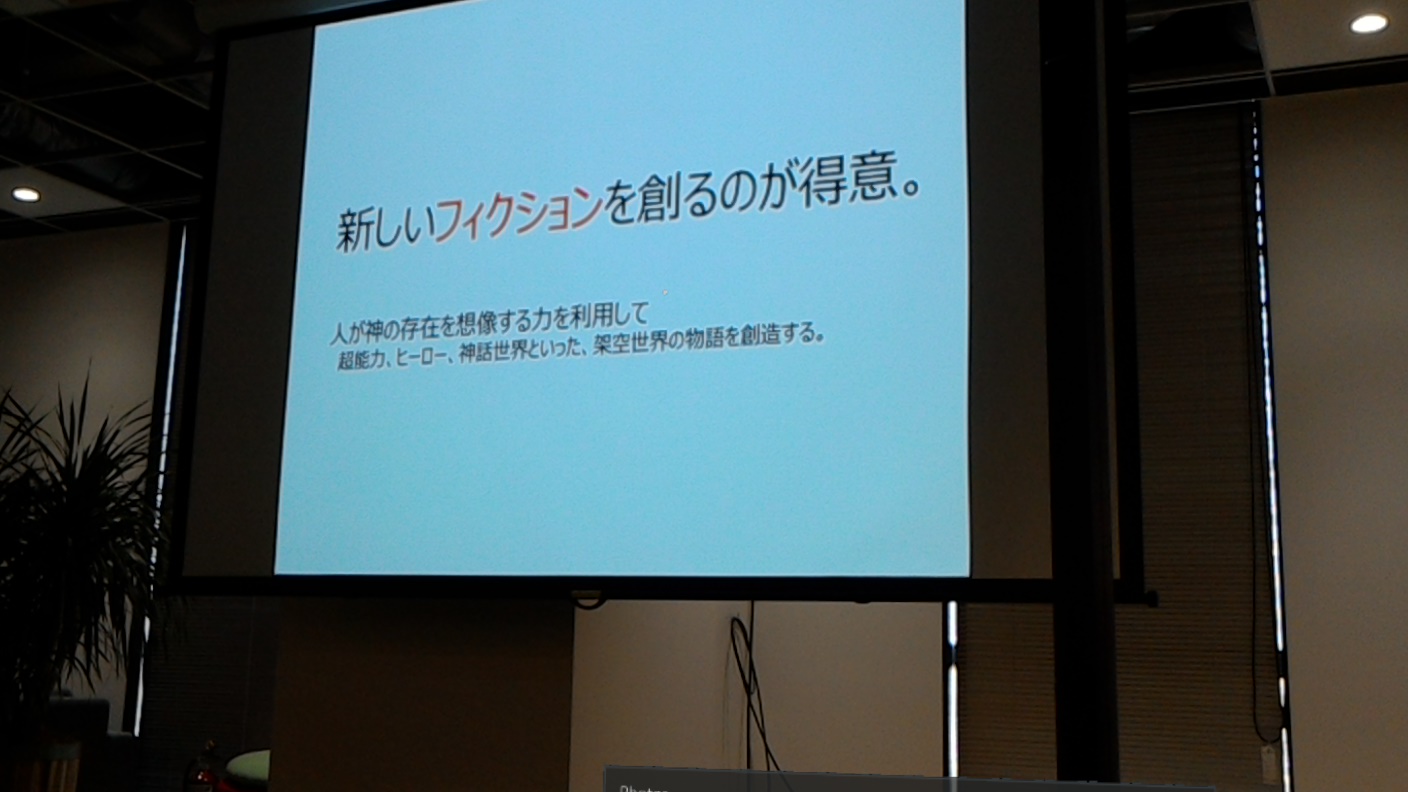 新しいフィクションを創るのが得意。
人が神の存在を想像する力を利用して
超能力、ヒーロー、神話世界といった、架空世界の物語を創造する。